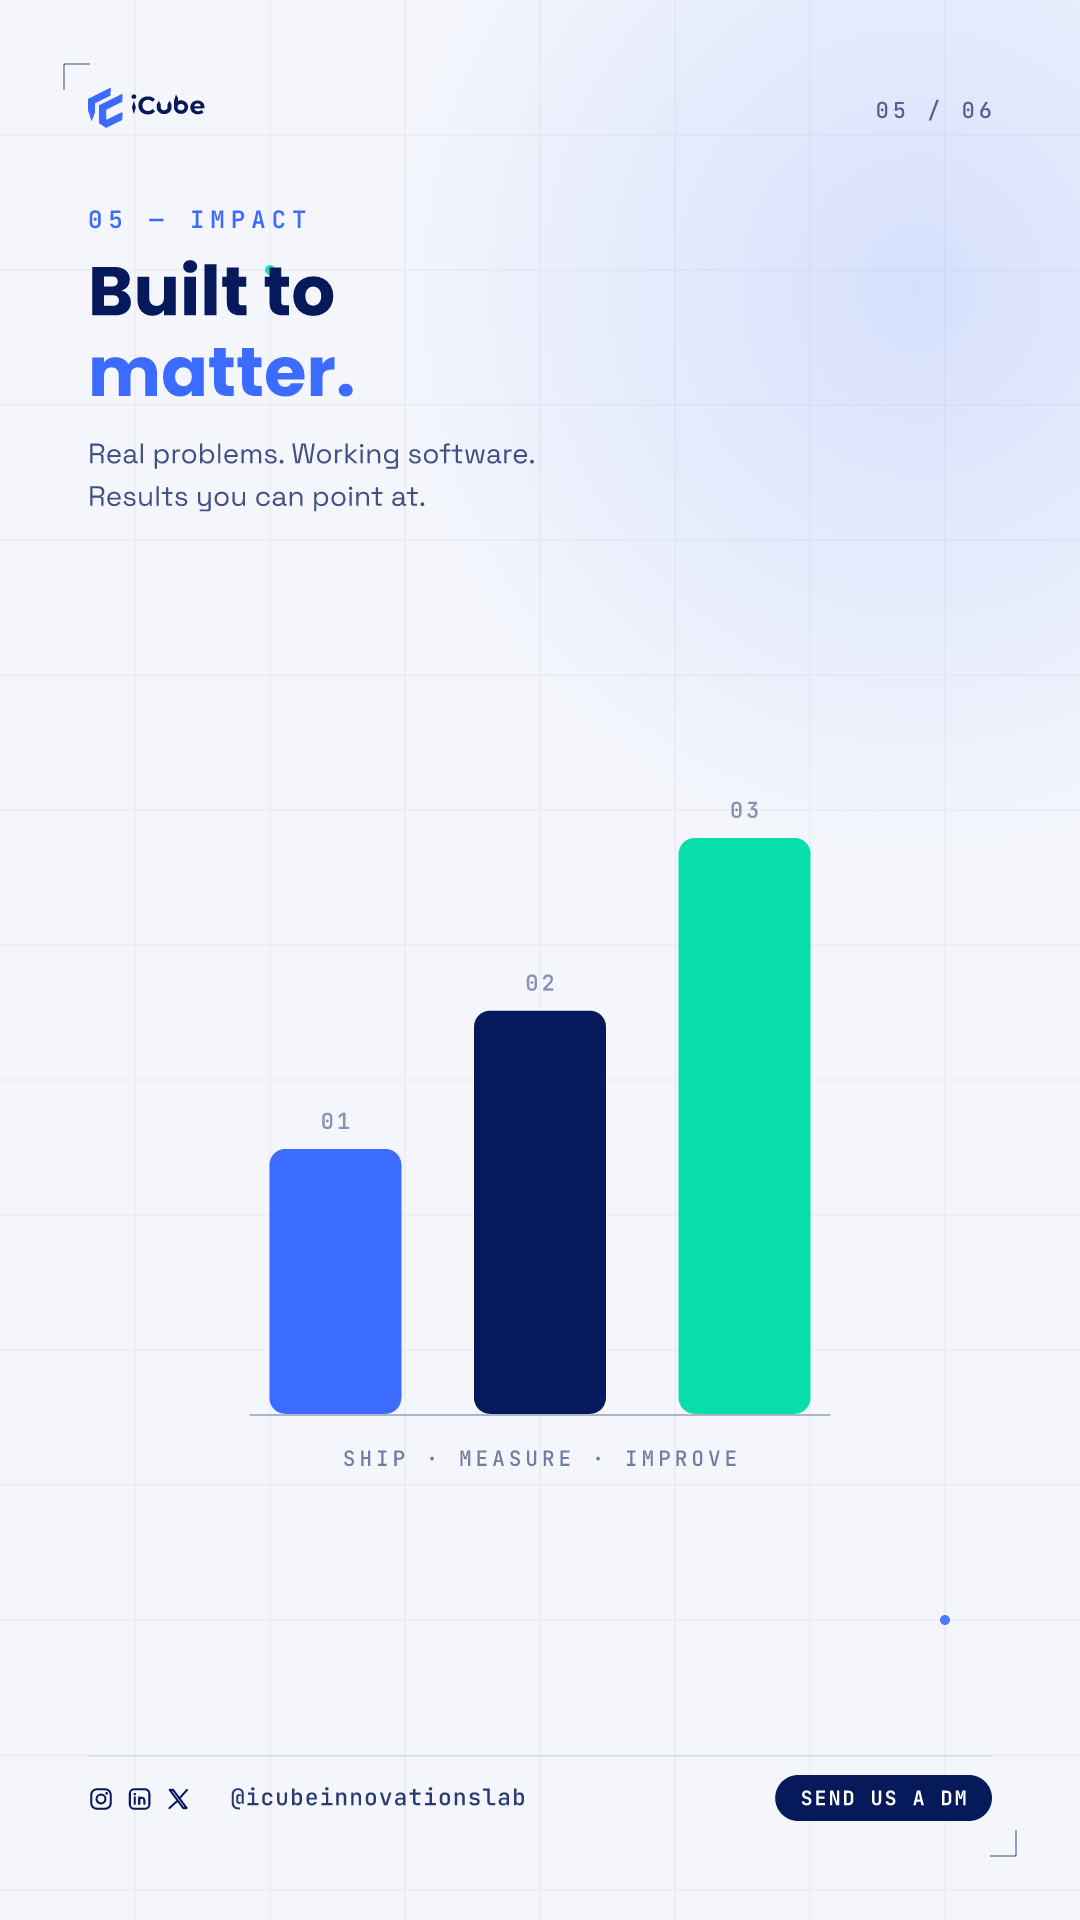 iCube
05 / 06
05 — IMPACT
Built to
matter.
Real problems. Working software.
Results you can point at.
03
02
01
SHIP · MEASURE · IMPROVE
@icubeinnovationslab
SEND US A DM